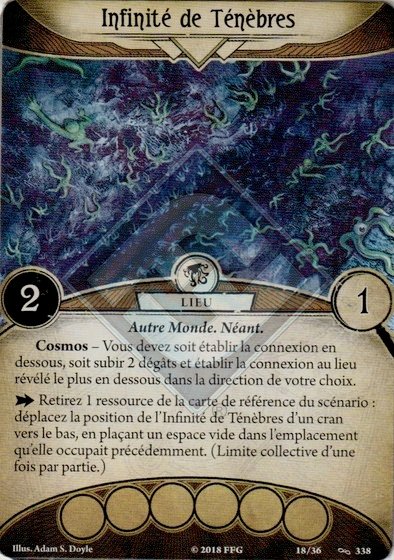 Infinité de Ténèbres
2
LIEU
1
Autre Monde. Néant.
Cosmos – Vous devez soit établir la connexion en
dessous, soit subir 2 dégâts et établir la connexion au lieu
révélé le plus en dessous dans la direction de votre choix.
Retirez 1 ressource de la carte de référence du scénario :
déplacez la position de l'Infinité de Ténèbres d'un cran
vers le bas, en plaçant un espace vide dans l'emplacement
qu'elle occupait précédemment. (Limite collective d'une
fois par partie.)
Illus. Adam S. Doyle © 2018 FFG 18/36 338